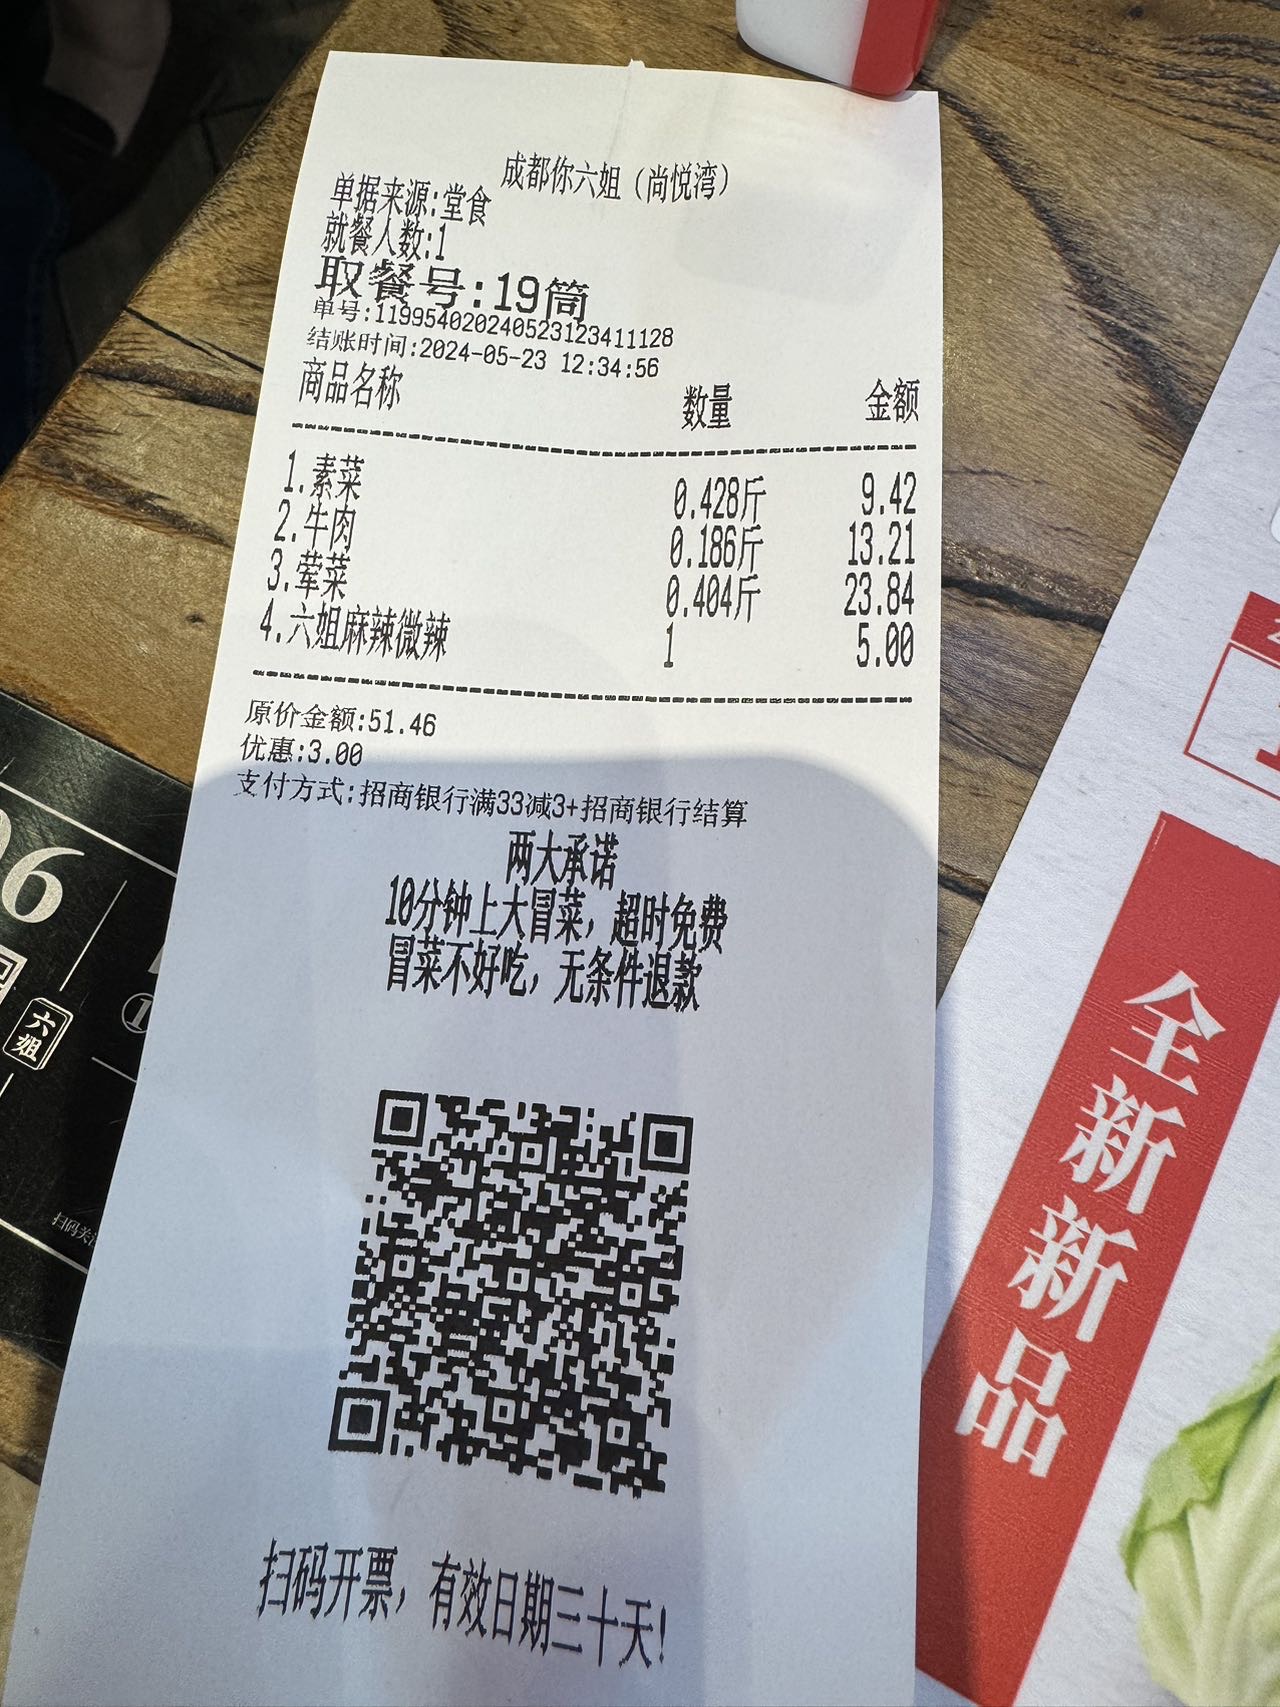 成都你六姐（尚悦湾）
单据来源:堂食
就餐人数:1
取餐号:19筒
单号:11995402024052312341​1128
结账时间:2024-05-23 12:34:56
商品名称 数量 金额
1.素菜 0.428斤 9.42
2.牛肉 0.186斤 13.21
3.荤菜 0.404斤 23.84
4.六姐麻辣微辣 1 5.00
原价金额:51.46
优惠:3.00
支付方式:招商银行满33减3+招商银行结算
两大承诺
10分钟上大冒菜，超时免费
冒菜不好吃，无条件退款
扫码开票，有效日期三十天!
六姐
扫码关
全新新品